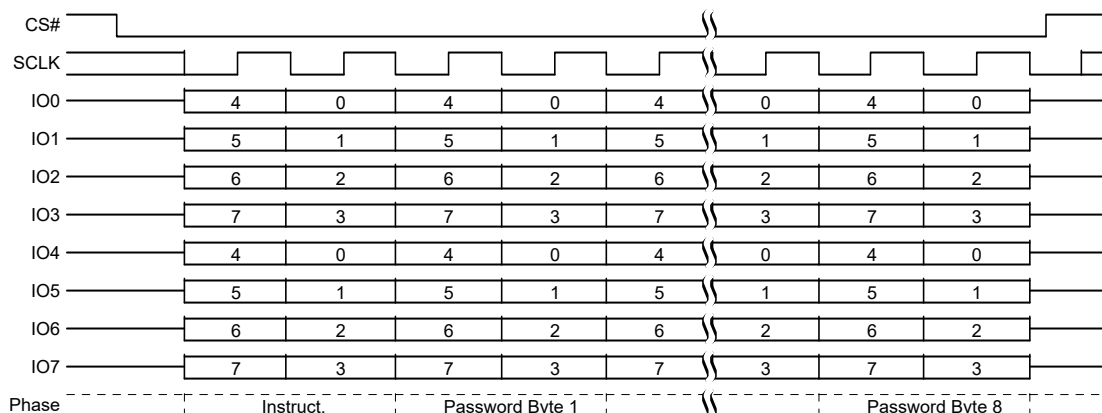 CS#
SCLK
IO0 4 0 4 0 4 0 4 0
IO1 5 1 5 1 5 1 5 1
IO2 6 2 6 2 6 2 6 2
IO3 7 3 7 3 7 3 7 3
IO4 4 0 4 0 4 0 4 0
IO5 5 1 5 1 5 1 5 1
IO6 6 2 6 2 6 2 6 2
IO7 7 3 7 3 7 3 7 3
Phase Instruct. Password Byte 1 Password Byte 8